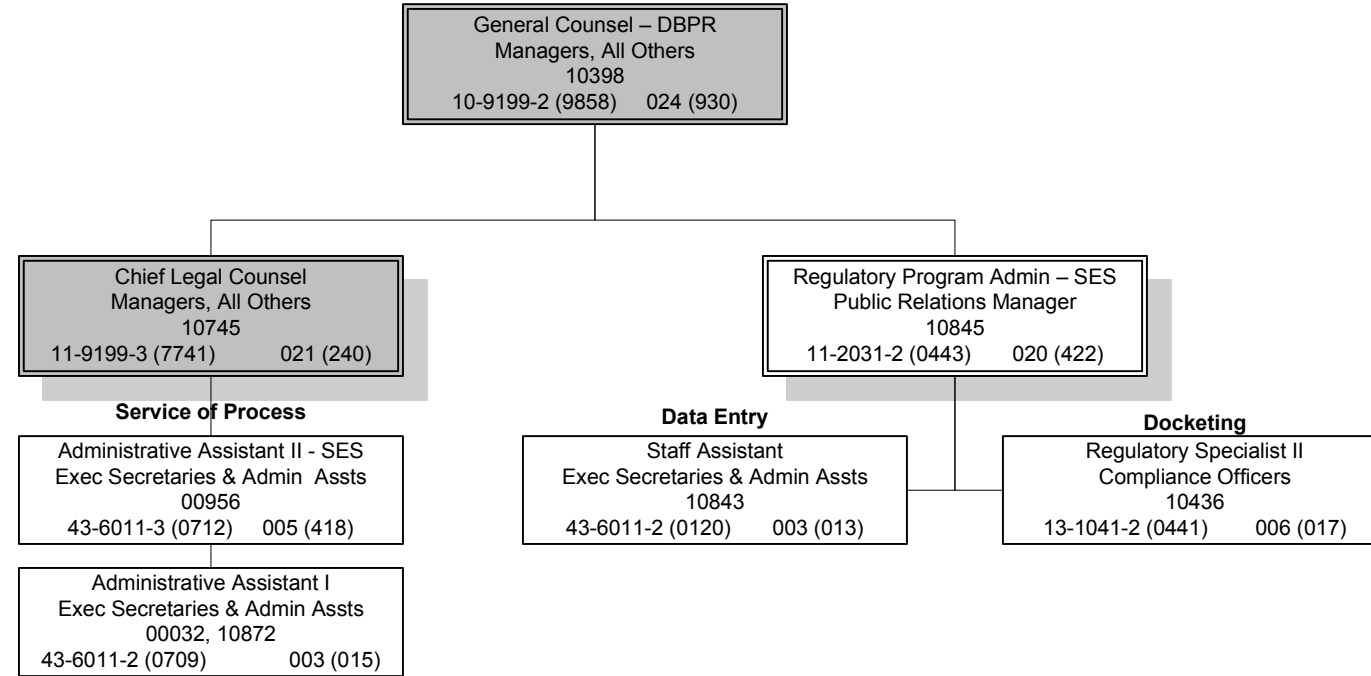 General Counsel – DBPR
Managers, All Others
10398
10-9199-2 (9858) 024 (930)
Chief Legal Counsel
Managers, All Others
10745
11-9199-3 (7741) 021 (240)
Regulatory Program Admin – SES
Public Relations Manager
10845
11-2031-2 (0443) 020 (422)
Service of Process
Administrative Assistant II - SES
Exec Secretaries & Admin Assts
00956
43-6011-3 (0712) 005 (418)
Administrative Assistant I
Exec Secretaries & Admin Assts
00032, 10872
43-6011-2 (0709) 003 (015)
Data Entry
Staff Assistant
Exec Secretaries & Admin Assts
10843
43-6011-2 (0120) 003 (013)
Docketing
Regulatory Specialist II
Compliance Officers
10436
13-1041-2 (0441) 006 (017)